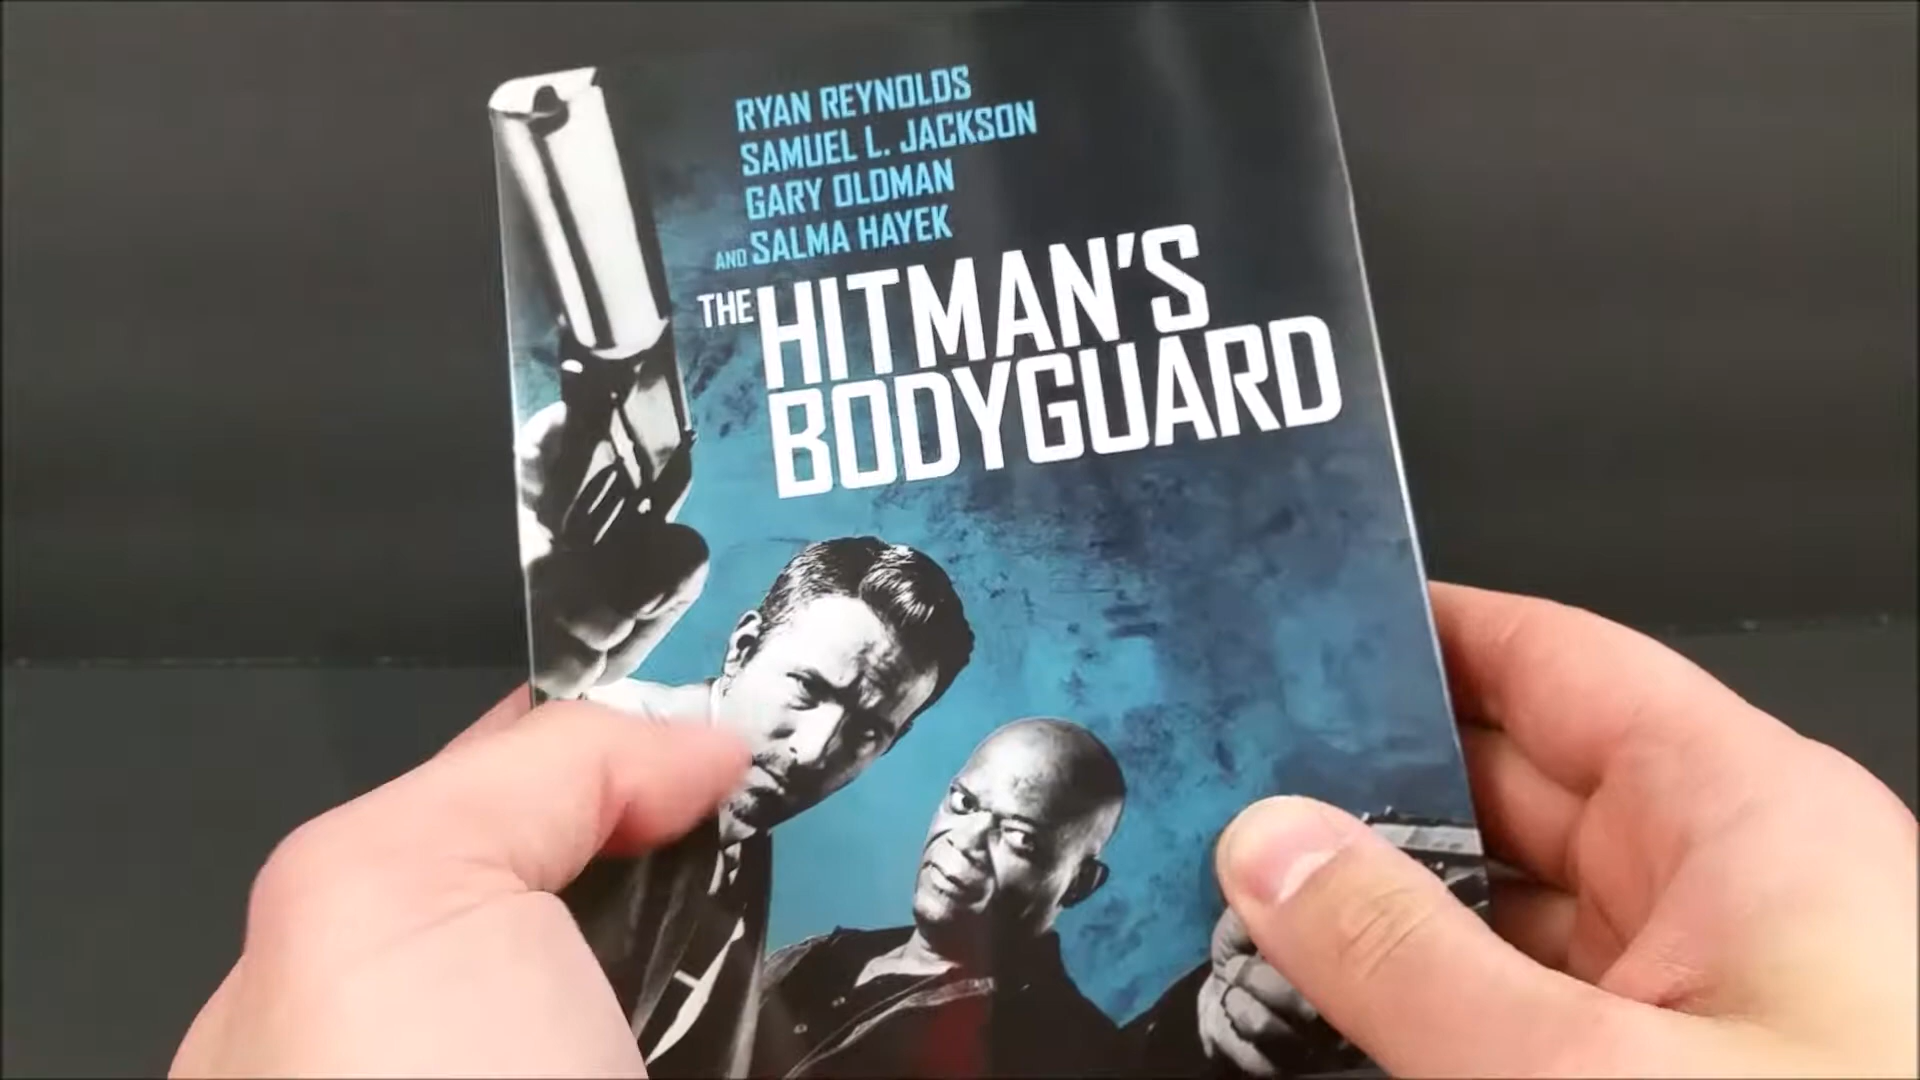 RYAN REYNOLDS
SAMUEL L. JACKSON
GARY OLDMAN
AND SALMA HAYEK
THE HITMAN'S
BODYGUARD